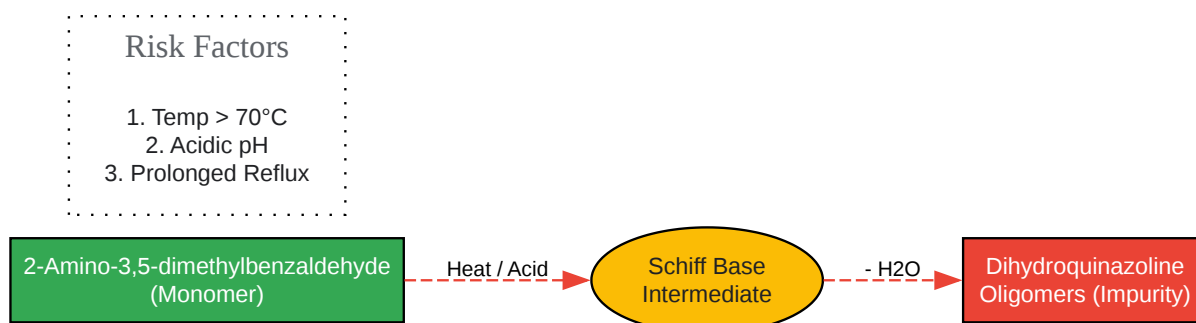 Risk Factors
1. Temp > 70°C
2. Acidic pH
3. Prolonged Reflux
2-Amino-3,5-dimethylbenzaldehyde
(Monomer)
Heat / Acid
Schiff Base
Intermediate
- H2O
Dihydroquinazoline
Oligomers (Impurity)